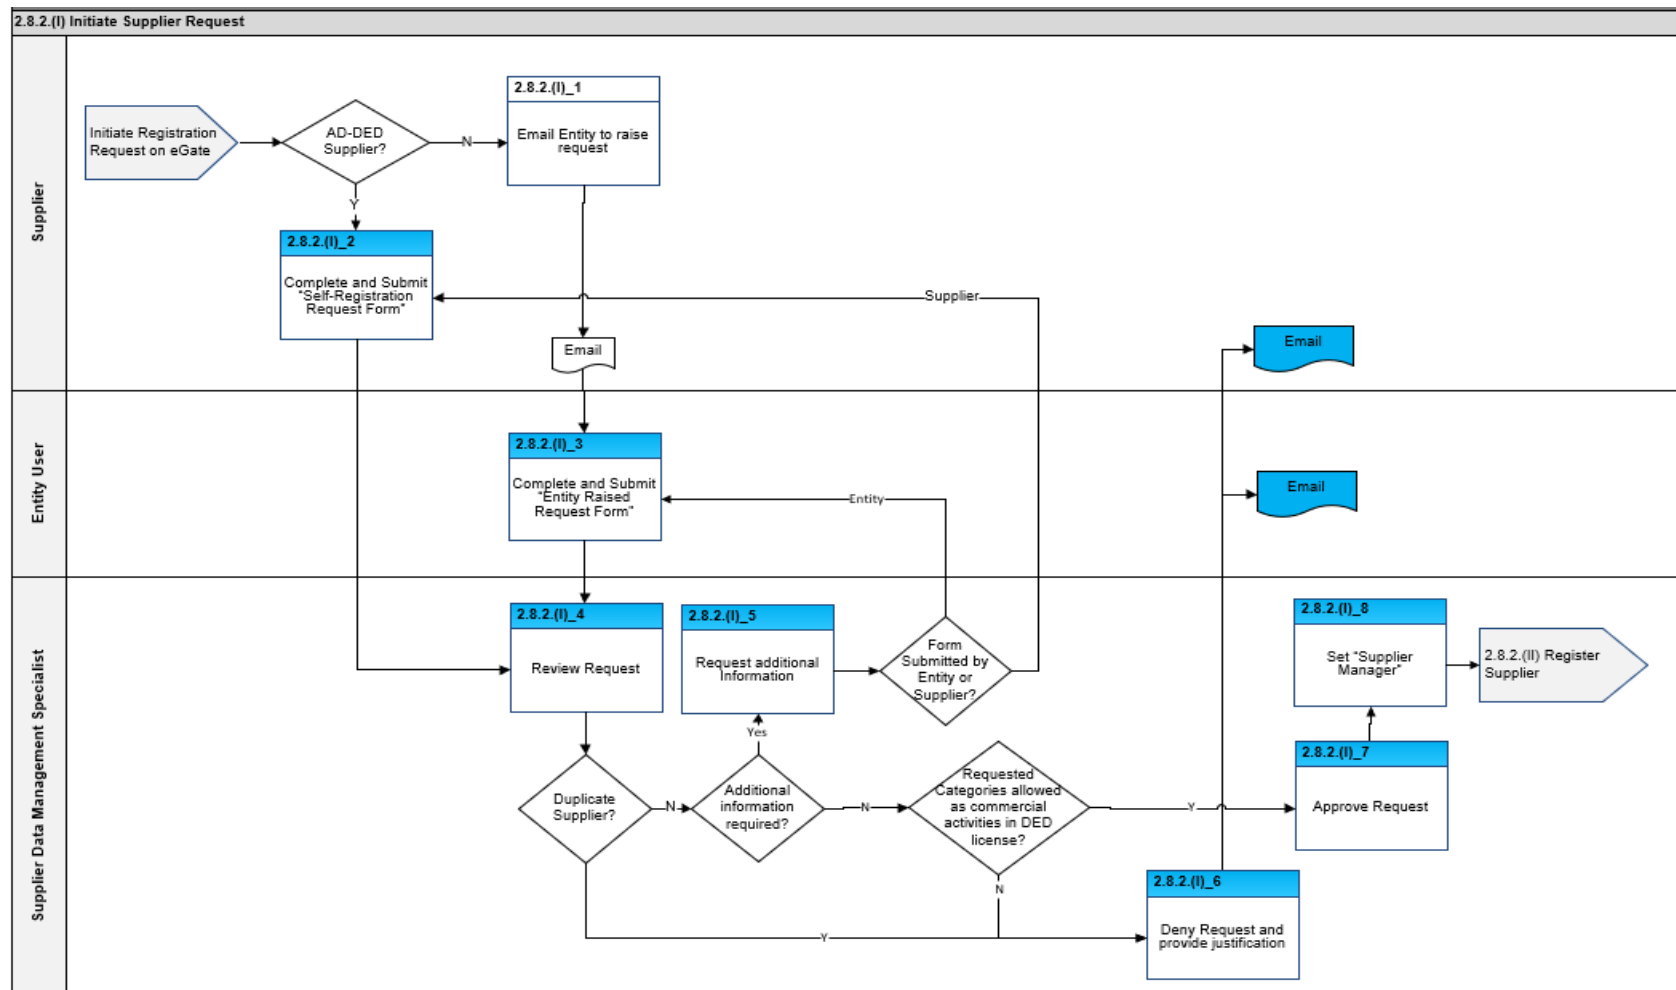 2.8.2.(I) Initiate Supplier Request
Supplier
Initiate Registration
Request on eGate
AD-DED
Supplier?
N
Y
2.8.2.(I)_1
Email Entity to raise
request
2.8.2.(I)_2
Complete and Submit
"Self-Registration
Request Form"
Supplier
Email
Email
Entity User
2.8.2.(I)_3
Complete and Submit
"Entity Raised
Request Form"
Entity
Email
Supplier Data Management Specialist
2.8.2.(I)_4
Review Request
2.8.2.(I)_5
Request additional
Information
Form
Submitted by
Entity or
Supplier?
2.8.2.(I)_8
Set "Supplier
Manager"
2.8.2.(II) Register
Supplier
Yes
Duplicate
Supplier?
N
Additional
information
required?
N
Requested
Categories allowed
as commercial
activities in DED
license?
Y
2.8.2.(I)_7
Approve Request
N
Y
2.8.2.(I)_6
Deny Request and
provide justification